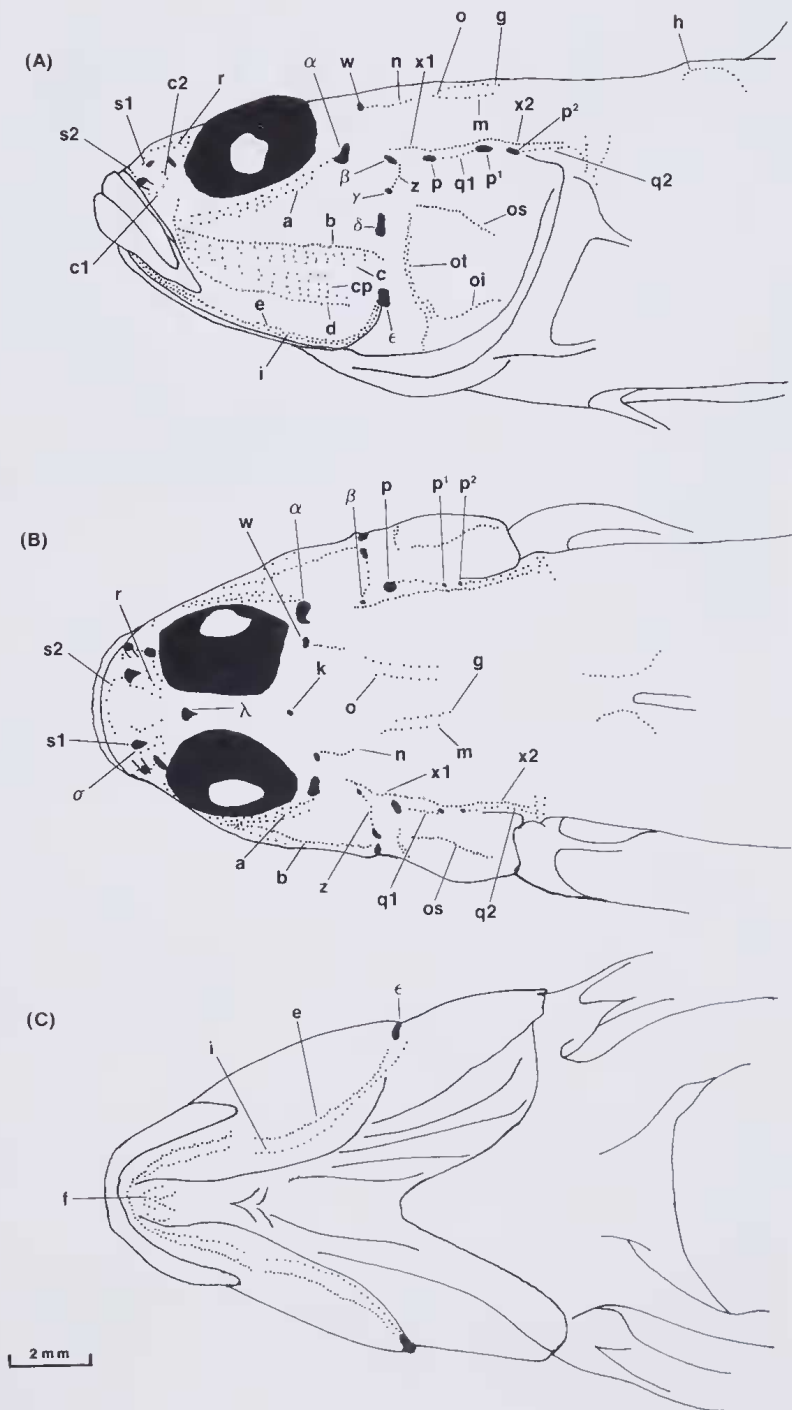 (A)
o g
h
α w n x1
c2 r
s1
s2
m x2 p²
β p q1 p¹ q2
γ z
a
δ os
b
c1
ot
c
cp oi
e d ε
i
(B)
w α β p p¹ p²
r
s2
k g
λ o
s1 n m
σ x1 x2
a b z q1 os q2
(C)
ε
e
i
f
2 mm